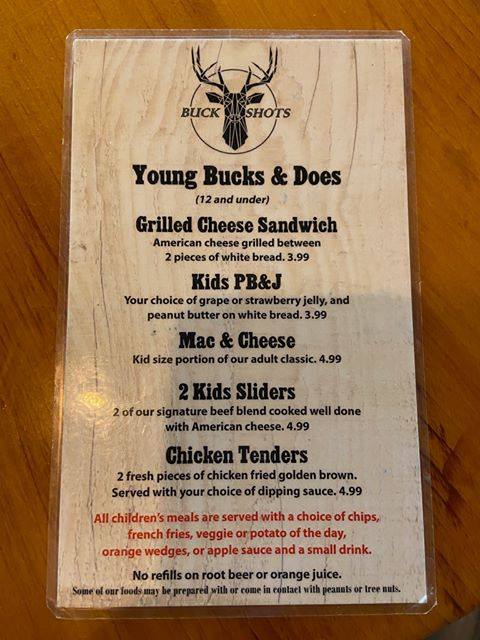 BUCK SHOTS
Young Bucks & Does
(12 and under)
Grilled Cheese Sandwich
American cheese grilled between
2 pieces of white bread. 3.99
Kids PB&J
Your choice of grape or strawberry jelly, and
peanut butter on white bread. 3.99
Mac & Cheese
Kid size portion of our adult classic. 4.99
2 Kids Sliders
2 of our signature beef blend cooked well done
with American cheese. 4.99
Chicken Tenders
2 fresh pieces of chicken fried golden brown.
Served with your choice of dipping sauce. 4.99
All children's meals are served with a choice of chips,
french fries, veggie or potato of the day,
orange wedges, or apple sauce and a small drink.
No refills on root beer or orange juice.
Some of our foods may be prepared with or come in contact with peanuts or tree nuts.